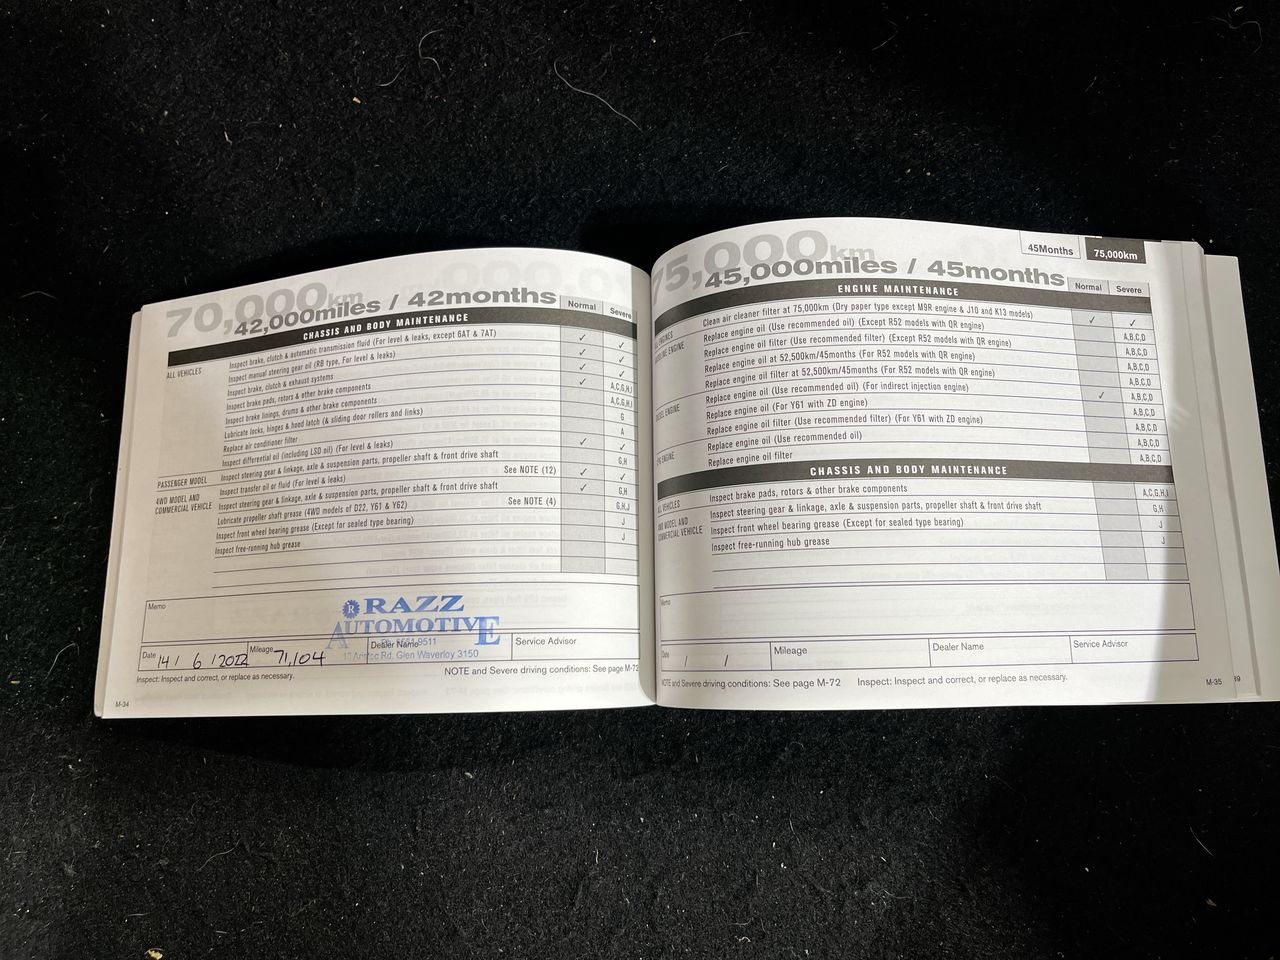 70,000km
42,000miles / 42months
Normal
Severe
CHASSIS AND BODY MAINTENANCE
ALL VEHICLES
Inspect brake, clutch & automatic transmission fluid (For level & leaks, except 6AT & 7AT) ✓ ✓
Inspect manual steering gear oil (RB type, For level & leaks) ✓ ✓
Inspect brake, clutch & exhaust systems ✓ ✓
Inspect brake pads, rotors & other brake components ✓ A,C,G,H,I
Inspect brake linings, drums & other brake components A,C,G,H,I
Lubricate locks, hinges & hood latch (& sliding door rollers and links) G
Replace air conditioner filter A
Inspect differential oil (including LSD oil) (For level & leaks) ✓ ✓
PASSENGER MODEL
Inspect steering gear & linkage, axle & suspension parts, propeller shaft & front drive shaft G,H
4WD MODEL AND COMMERCIAL VEHICLE
Inspect transfer oil or fluid (For level & leaks) See NOTE (12) ✓ ✓
Inspect steering gear & linkage, axle & suspension parts, propeller shaft & front drive shaft ✓ G,H
Lubricate propeller shaft grease (4WD models of D22, Y61 & Y62) See NOTE (4) G,H,J
Inspect front wheel bearing grease (Except for sealed type bearing) J
Inspect free-running hub grease J
Memo
RAZZ
AUTOMOTIVE
Rd. Glen Waverley 3150
Date 14 / 6 / 2022
Mileage 71,104
Dealer Name
Service Advisor
NOTE and Severe driving conditions: See page M-72
Inspect: Inspect and correct, or replace as necessary.
M-34
75,000km
45,000miles / 45months
45Months
75,000km
Normal
Severe
ENGINE MAINTENANCE
Clean air cleaner filter at 75,000km (Dry paper type except M9R engine & J10 and K13 models) ✓ ✓
Replace engine oil (Use recommended oil) (Except R52 models with QR engine) A,B,C,D
Replace engine oil filter (Use recommended filter) (Except R52 models with QR engine) A,B,C,D
Replace engine oil at 52,500km/45months (For R52 models with QR engine) A,B,C,D
Replace engine oil filter at 52,500km/45months (For R52 models with QR engine) A,B,C,D
Replace engine oil (Use recommended oil) (For indirect injection engine) ✓ A,B,C,D
Replace engine oil (For Y61 with ZD engine) A,B,C,D
Replace engine oil filter (Use recommended filter) (For Y61 with ZD engine) A,B,C,D
Replace engine oil (Use recommended oil) A,B,C,D
Replace engine oil filter A,B,C,D
CHASSIS AND BODY MAINTENANCE
Inspect brake pads, rotors & other brake components A,C,G,H,I
Inspect steering gear & linkage, axle & suspension parts, propeller shaft & front drive shaft G,H
Inspect front wheel bearing grease (Except for sealed type bearing) J
Inspect free-running hub grease J
Memo
Date / /
Mileage
Dealer Name
Service Advisor
NOTE and Severe driving conditions: See page M-72
Inspect: Inspect and correct, or replace as necessary.
M-35